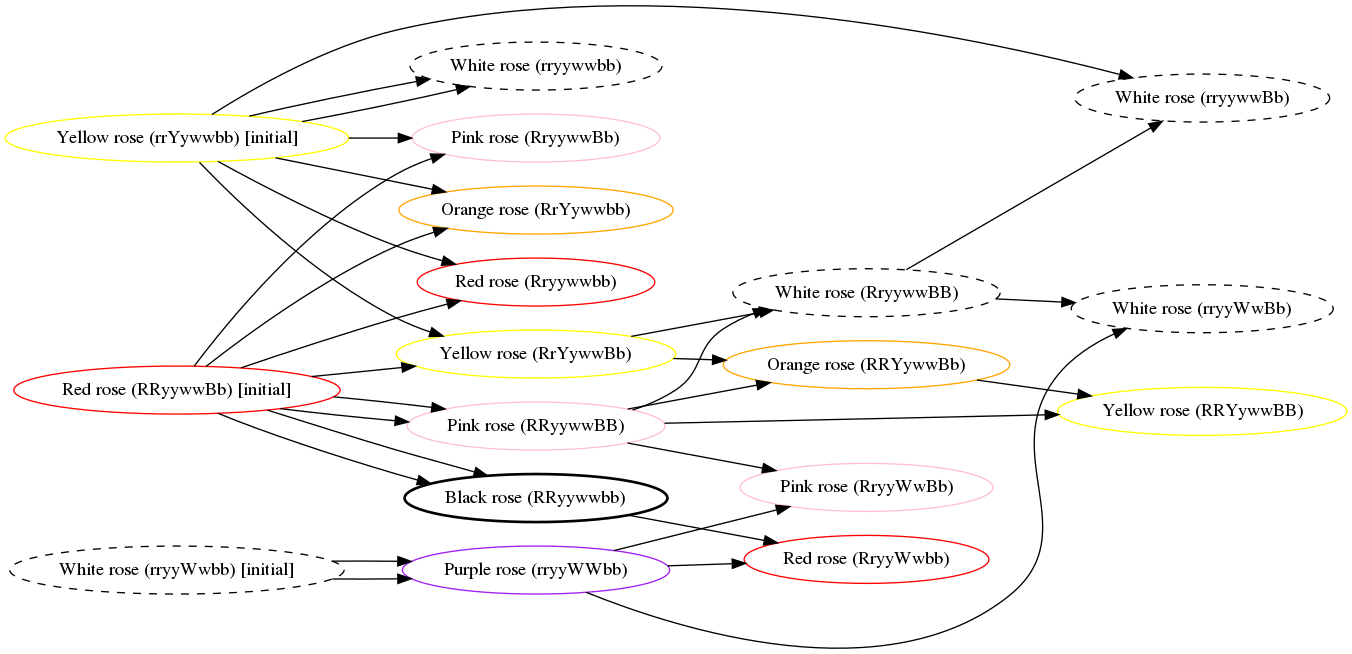 White rose (rryywwbb)
White rose (rryywwBb)
Yellow rose (rrYywwbb) [initial]
Pink rose (RryywwBb)
Orange rose (RrYywwbb)
Red rose (Rryywwbb)
White rose (RryywwBB)
White rose (rryyWwBb)
Yellow rose (RrYywwBb)
Orange rose (RRYywwBb)
Red rose (RRyywwBb) [initial]
Yellow rose (RRYywwBB)
Pink rose (RRyywwBB)
Pink rose (RryyWwBb)
Black rose (RRyywwbb)
Red rose (RryyWwbb)
White rose (rryyWwbb) [initial]
Purple rose (rryyWWbb)